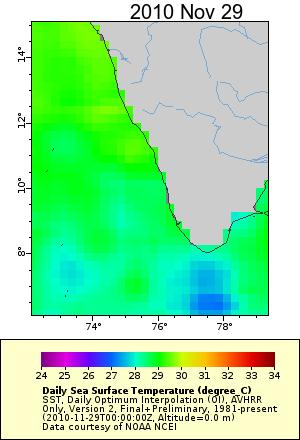 2010 Nov 29
14°
12°
10°
8°
74°
76°
78°
24 25 26 27 28 29 30 31 32 33 34
Daily Sea Surface Temperature (degree_C)
SST, Daily Optimum Interpolation (OI), AVHRR
Only, Version 2, Final+Preliminary, 1981-present
(2010-11-29T00:00:00Z, Altitude=0.0 m)
Data courtesy of NOAA NCEI